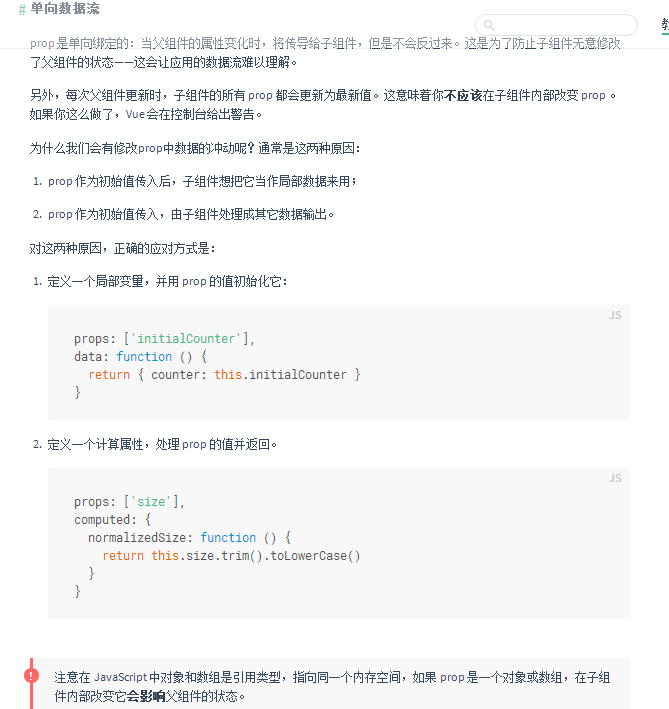 # 单向数据流
教
prop 是单向绑定的：当父组件的属性变化时，将传导给子组件，但是不会反过来。这是为了防止子组件无意修改
了父组件的状态——这会让应用的数据流难以理解。
另外，每次父组件更新时，子组件的所有 prop 都会更新为最新值。这意味着你不应该在子组件内部改变 prop 。
如果你这么做了，Vue 会在控制台给出警告。
为什么我们会有修改prop中数据的冲动呢？通常是这两种原因：
1. prop 作为初始值传入后，子组件想把它当作局部数据来用；
2. prop 作为初始值传入，由子组件处理成其它数据输出。
对这两种原因，正确的应对方式是：
1. 定义一个局部变量，并用 prop 的值初始化它：
JS
props: ['initialCounter'],
data: function () {
  return { counter: this.initialCounter }
}
2. 定义一个计算属性，处理 prop 的值并返回。
JS
props: ['size'],
computed: {
  normalizedSize: function () {
    return this.size.trim().toLowerCase()
  }
}
!
注意在 JavaScript 中对象和数组是引用类型，指向同一个内存空间，如果 prop 是一个对象或数组，在子组
件内部改变它会影响父组件的状态。